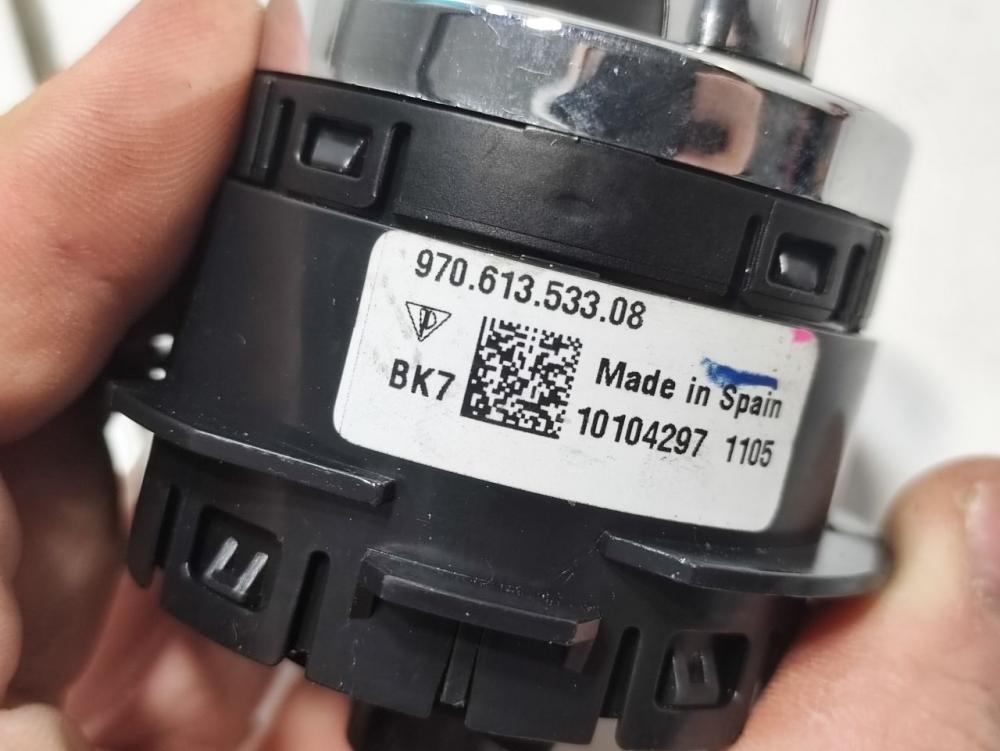 970.613.533.08
BK7
Made in Spain
10104297 1105